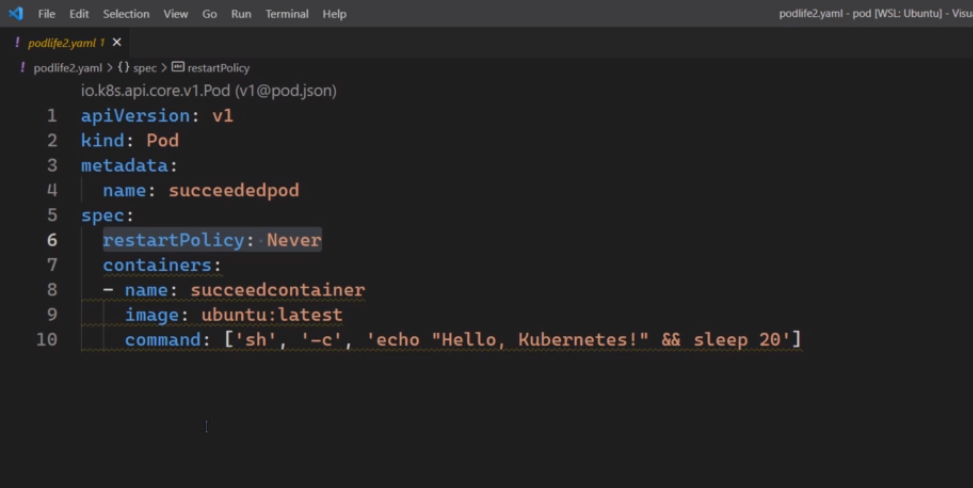 File Edit Selection View Go Run Terminal Help podlife2.yaml - pod [WSL: Ubuntu] - Visu
! podlife2.yaml 1 ×
! podlife2.yaml > {} spec > restartPolicy
io.k8s.api.core.v1.Pod (v1@pod.json)
1 apiVersion: v1
2 kind: Pod
3 metadata:
4 name: succeededpod
5 spec:
6 restartPolicy: Never
7 containers:
8 - name: succeedcontainer
9 image: ubuntu:latest
10 command: ['sh', '-c', 'echo "Hello, Kubernetes!" && sleep 20']